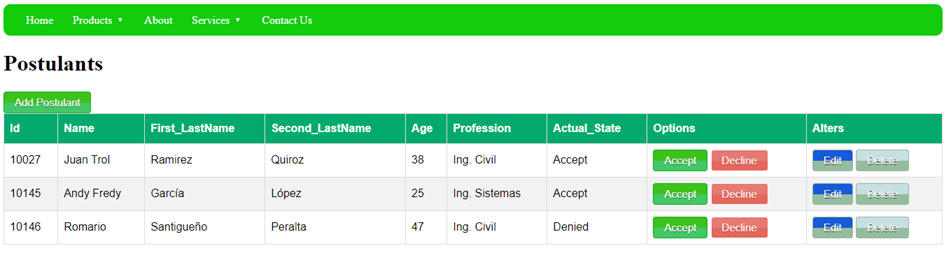 Home Products ▼ About Services ▼ Contact Us
Postulants
Add Postulant
Id Name First_LastName Second_LastName Age Profession Actual_State Options Alters
10027 Juan Trol Ramirez Quiroz 38 Ing. Civil Accept Accept Decline Edit Delete
10145 Andy Fredy García López 25 Ing. Sistemas Accept Accept Decline Edit Delete
10146 Romario Santigueño Peralta 47 Ing. Civil Denied Accept Decline Edit Delete